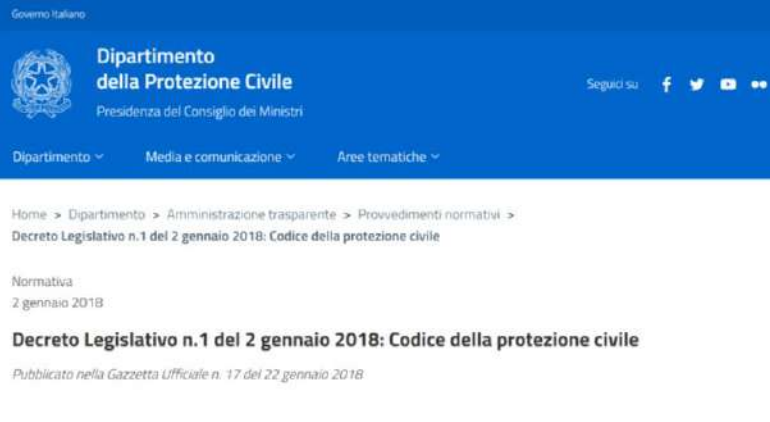 Governo Italiano
Dipartimento
della Protezione Civile
Presidenza del Consiglio dei Ministri
Seguici su
Dipartimento
Media e comunicazione
Aree tematiche
Home > Dipartimento > Amministrazione trasparente > Provvedimenti normativi >
Decreto Legislativo n.1 del 2 gennaio 2018: Codice della protezione civile
Normativa
2 gennaio 2018
Decreto Legislativo n.1 del 2 gennaio 2018: Codice della protezione civile
Pubblicato nella Gazzetta Ufficiale n. 17 del 22 gennaio 2018